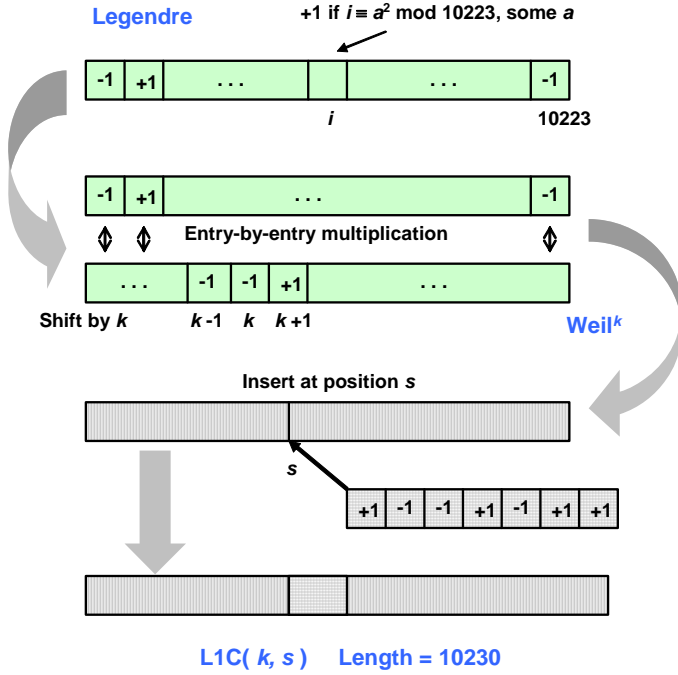 Legendre
+1 if i ≡ a² mod 10223, some a
-1 +1 . . . . . . -1
i 10223
-1 +1 . . . -1
Entry-by-entry multiplication
. . . -1 -1 +1 . . .
Shift by k k-1 k k+1 Weilᵏ
Insert at position s
s
+1 -1 -1 +1 -1 +1 +1
L1C( k, s ) Length = 10230